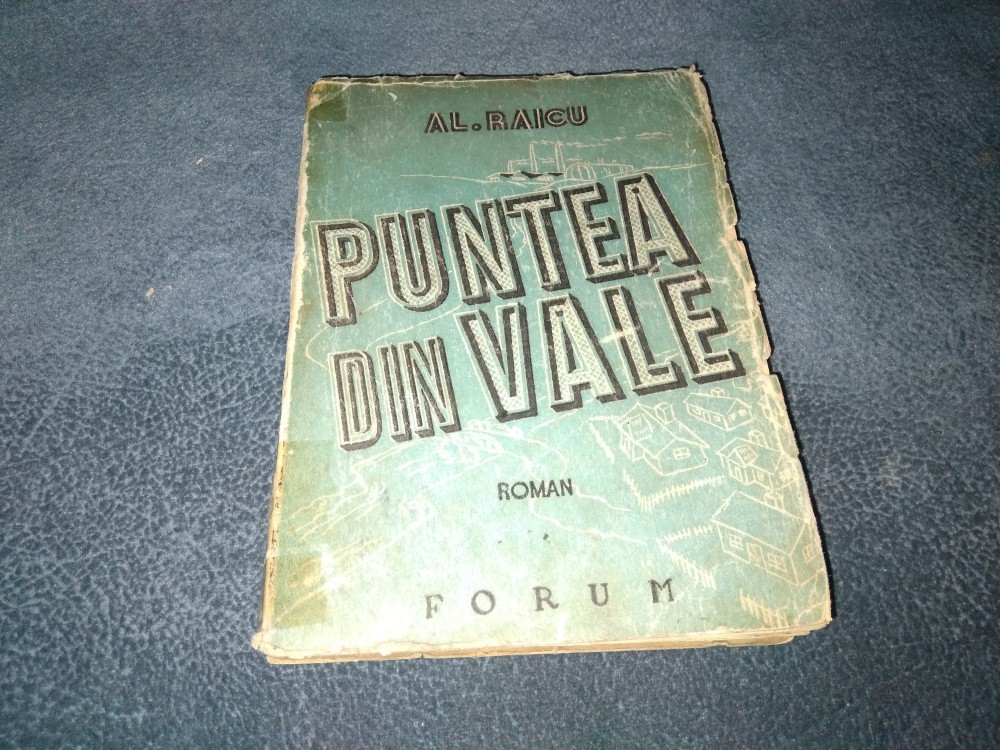 AL. RAICU
PUNTEA
DIN VALE
ROMAN
FORUM